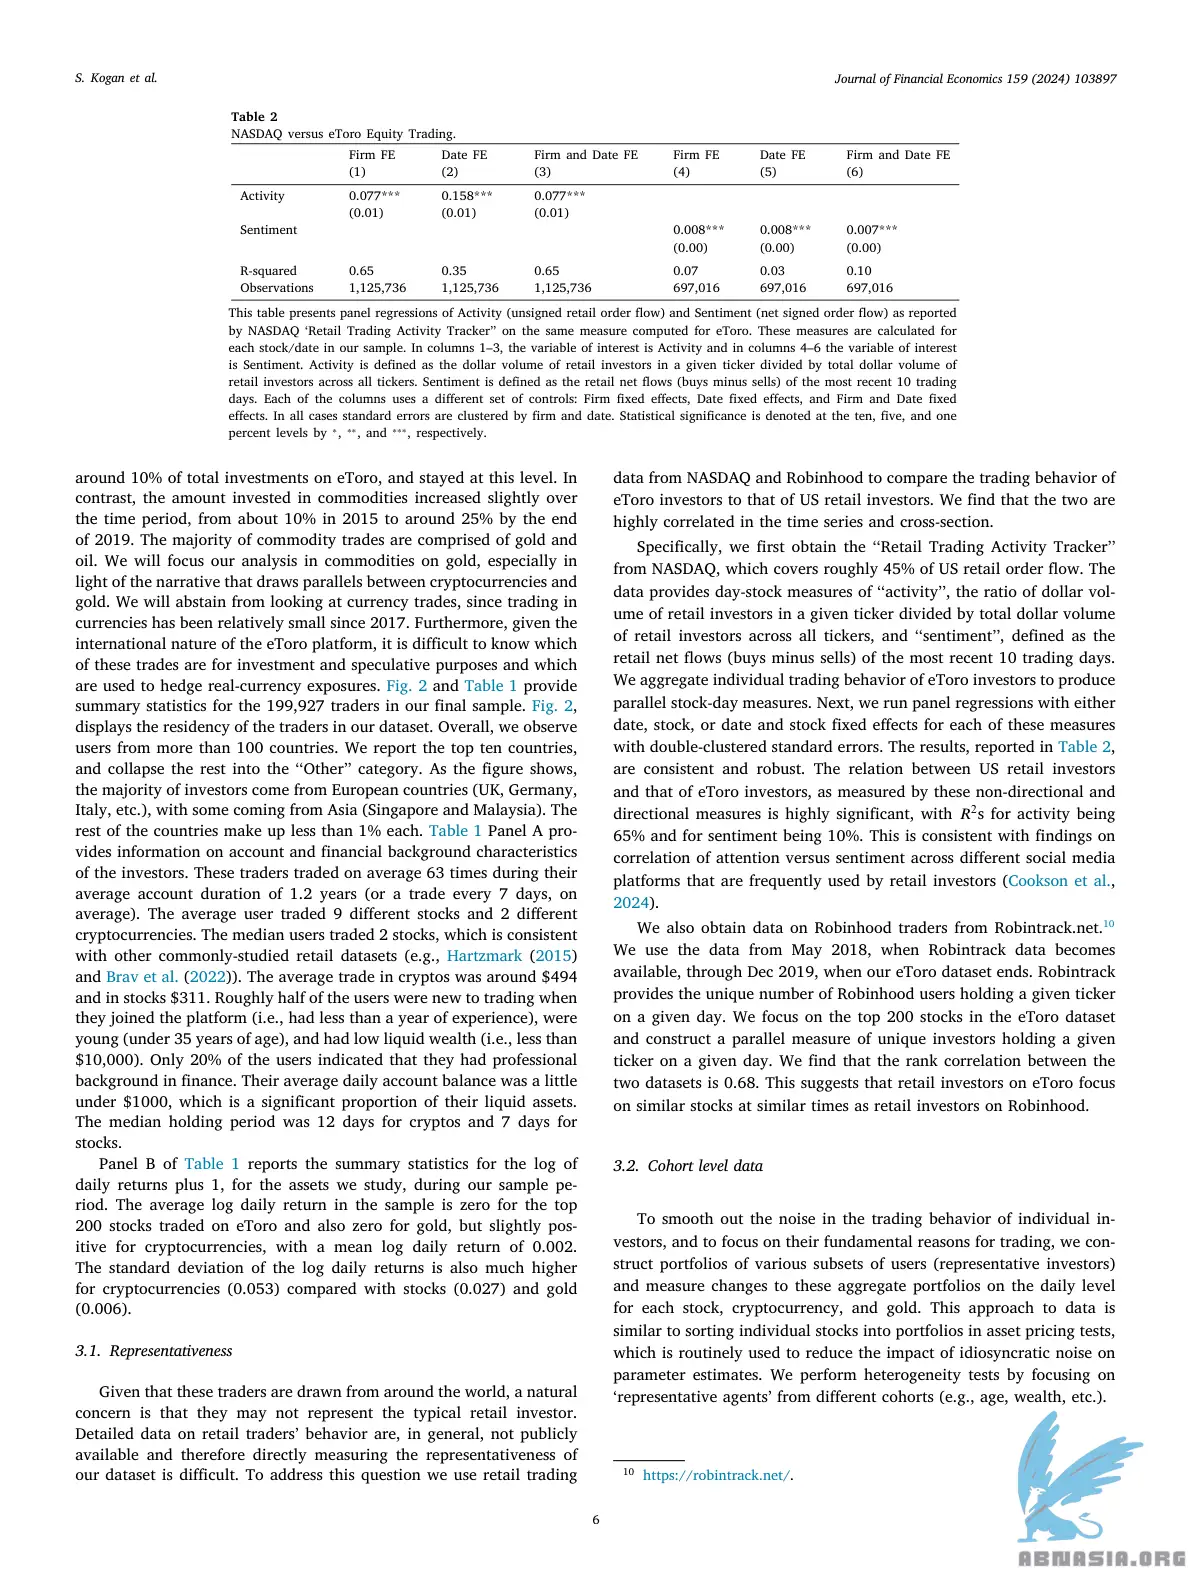 S. Kogan et al.
Journal of Financial Economics 159 (2024) 103897
Table 2
NASDAQ versus eToro Equity Trading.
Firm FE Date FE Firm and Date FE Firm FE Date FE Firm and Date FE
(1) (2) (3) (4) (5) (6)
Activity 0.077*** 0.158*** 0.077***
(0.01) (0.01) (0.01)
Sentiment 0.008*** 0.008*** 0.007***
(0.00) (0.00) (0.00)
R-squared 0.65 0.35 0.65 0.07 0.03 0.10
Observations 1,125,736 1,125,736 1,125,736 697,016 697,016 697,016
This table presents panel regressions of Activity (unsigned retail order flow) and Sentiment (net signed order flow) as reported
by NASDAQ ‘Retail Trading Activity Tracker’’ on the same measure computed for eToro. These measures are calculated for
each stock/date in our sample. In columns 1–3, the variable of interest is Activity and in columns 4–6 the variable of interest
is Sentiment. Activity is defined as the dollar volume of retail investors in a given ticker divided by total dollar volume of
retail investors across all tickers. Sentiment is defined as the retail net flows (buys minus sells) of the most recent 10 trading
days. Each of the columns uses a different set of controls: Firm fixed effects, Date fixed effects, and Firm and Date fixed
effects. In all cases standard errors are clustered by firm and date. Statistical significance is denoted at the ten, five, and one
percent levels by *, **, and ***, respectively.
around 10% of total investments on eToro, and stayed at this level. In
contrast, the amount invested in commodities increased slightly over
the time period, from about 10% in 2015 to around 25% by the end
of 2019. The majority of commodity trades are comprised of gold and
oil. We will focus our analysis in commodities on gold, especially in
light of the narrative that draws parallels between cryptocurrencies and
gold. We will abstain from looking at currency trades, since trading in
currencies has been relatively small since 2017. Furthermore, given the
international nature of the eToro platform, it is difficult to know which
of these trades are for investment and speculative purposes and which
are used to hedge real-currency exposures. Fig. 2 and Table 1 provide
summary statistics for the 199,927 traders in our final sample. Fig. 2,
displays the residency of the traders in our dataset. Overall, we observe
users from more than 100 countries. We report the top ten countries,
and collapse the rest into the ‘‘Other’’ category. As the figure shows,
the majority of investors come from European countries (UK, Germany,
Italy, etc.), with some coming from Asia (Singapore and Malaysia). The
rest of the countries make up less than 1% each. Table 1 Panel A pro-
vides information on account and financial background characteristics
of the investors. These traders traded on average 63 times during their
average account duration of 1.2 years (or a trade every 7 days, on
average). The average user traded 9 different stocks and 2 different
cryptocurrencies. The median users traded 2 stocks, which is consistent
with other commonly-studied retail datasets (e.g., Hartzmark (2015)
and Brav et al. (2022)). The average trade in cryptos was around $494
and in stocks $311. Roughly half of the users were new to trading when
they joined the platform (i.e., had less than a year of experience), were
young (under 35 years of age), and had low liquid wealth (i.e., less than
$10,000). Only 20% of the users indicated that they had professional
background in finance. Their average daily account balance was a little
under $1000, which is a significant proportion of their liquid assets.
The median holding period was 12 days for cryptos and 7 days for
stocks.
Panel B of Table 1 reports the summary statistics for the log of
daily returns plus 1, for the assets we study, during our sample pe-
riod. The average log daily return in the sample is zero for the top
200 stocks traded on eToro and also zero for gold, but slightly pos-
itive for cryptocurrencies, with a mean log daily return of 0.002.
The standard deviation of the log daily returns is also much higher
for cryptocurrencies (0.053) compared with stocks (0.027) and gold
(0.006).
3.1. Representativeness
Given that these traders are drawn from around the world, a natural
concern is that they may not represent the typical retail investor.
Detailed data on retail traders’ behavior are, in general, not publicly
available and therefore directly measuring the representativeness of
our dataset is difficult. To address this question we use retail trading
data from NASDAQ and Robinhood to compare the trading behavior of
eToro investors to that of US retail investors. We find that the two are
highly correlated in the time series and cross-section.
Specifically, we first obtain the ‘‘Retail Trading Activity Tracker’’
from NASDAQ, which covers roughly 45% of US retail order flow. The
data provides day-stock measures of ‘‘activity’’, the ratio of dollar vol-
ume of retail investors in a given ticker divided by total dollar volume
of retail investors across all tickers, and ‘‘sentiment’’, defined as the
retail net flows (buys minus sells) of the most recent 10 trading days.
We aggregate individual trading behavior of eToro investors to produce
parallel stock-day measures. Next, we run panel regressions with either
date, stock, or date and stock fixed effects for each of these measures
with double-clustered standard errors. The results, reported in Table 2,
are consistent and robust. The relation between US retail investors
and that of eToro investors, as measured by these non-directional and
directional measures is highly significant, with R²s for activity being
65% and for sentiment being 10%. This is consistent with findings on
correlation of attention versus sentiment across different social media
platforms that are frequently used by retail investors (Cookson et al.,
2024).
We also obtain data on Robinhood traders from Robintrack.net.¹⁰
We use the data from May 2018, when Robintrack data becomes
available, through Dec 2019, when our eToro dataset ends. Robintrack
provides the unique number of Robinhood users holding a given ticker
on a given day. We focus on the top 200 stocks in the eToro dataset
and construct a parallel measure of unique investors holding a given
ticker on a given day. We find that the rank correlation between the
two datasets is 0.68. This suggests that retail investors on eToro focus
on similar stocks at similar times as retail investors on Robinhood.
3.2. Cohort level data
To smooth out the noise in the trading behavior of individual in-
vestors, and to focus on their fundamental reasons for trading, we con-
struct portfolios of various subsets of users (representative investors)
and measure changes to these aggregate portfolios on the daily level
for each stock, cryptocurrency, and gold. This approach to data is
similar to sorting individual stocks into portfolios in asset pricing tests,
which is routinely used to reduce the impact of idiosyncratic noise on
parameter estimates. We perform heterogeneity tests by focusing on
‘representative agents’ from different cohorts (e.g., age, wealth, etc.).
¹⁰ https://robintrack.net/.
6
ABNASIA.ORG